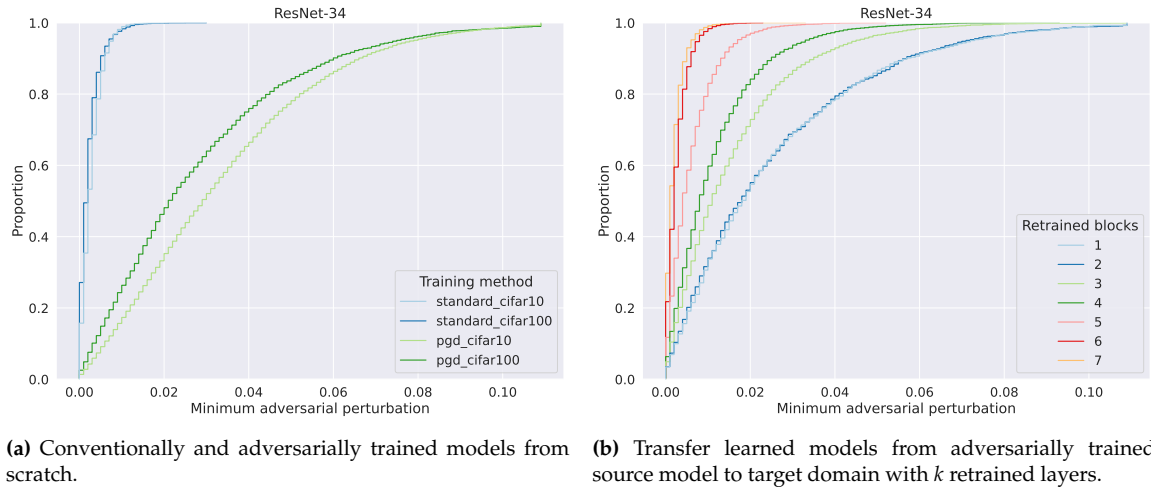 ResNet-34
1.0
0.8
0.6
0.4
0.2
0.0
Proportion
0.00 0.02 0.04 0.06 0.08 0.10
Minimum adversarial perturbation
Training method
standard_cifar10
standard_cifar100
pgd_cifar10
pgd_cifar100
(a) Conventionally and adversarially trained models from
scratch.
ResNet-34
1.0
0.8
0.6
0.4
0.2
0.0
Proportion
0.00 0.02 0.04 0.06 0.08 0.10
Minimum adversarial perturbation
Retrained blocks
1
2
3
4
5
6
7
(b) Transfer learned models from adversarially trained
source model to target domain with k retrained layers.